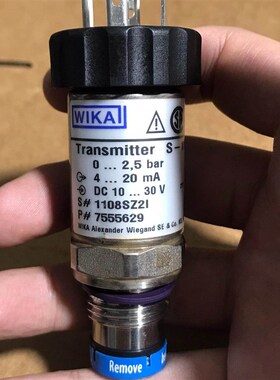 WIKA
Transmitter S-
0 ... 2,5 bar
4 ... 20 mA
DC 10 ... 30 V
S# 1108SZ2I
P# 7555629
WIKA Alexander Wiegand SE & Co.
Remove